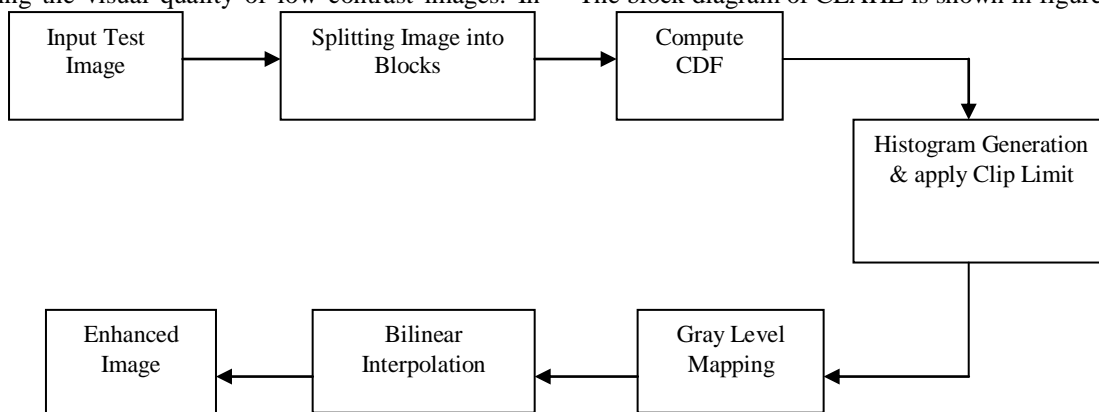 ing the visual quality of low contrast images. In
The block diagram of CLAHE is shown in figure
Input Test
Image
Splitting Image into
Blocks
Compute
CDF
Histogram Generation
& apply Clip Limit
Gray Level
Mapping
Bilinear
Interpolation
Enhanced
Image